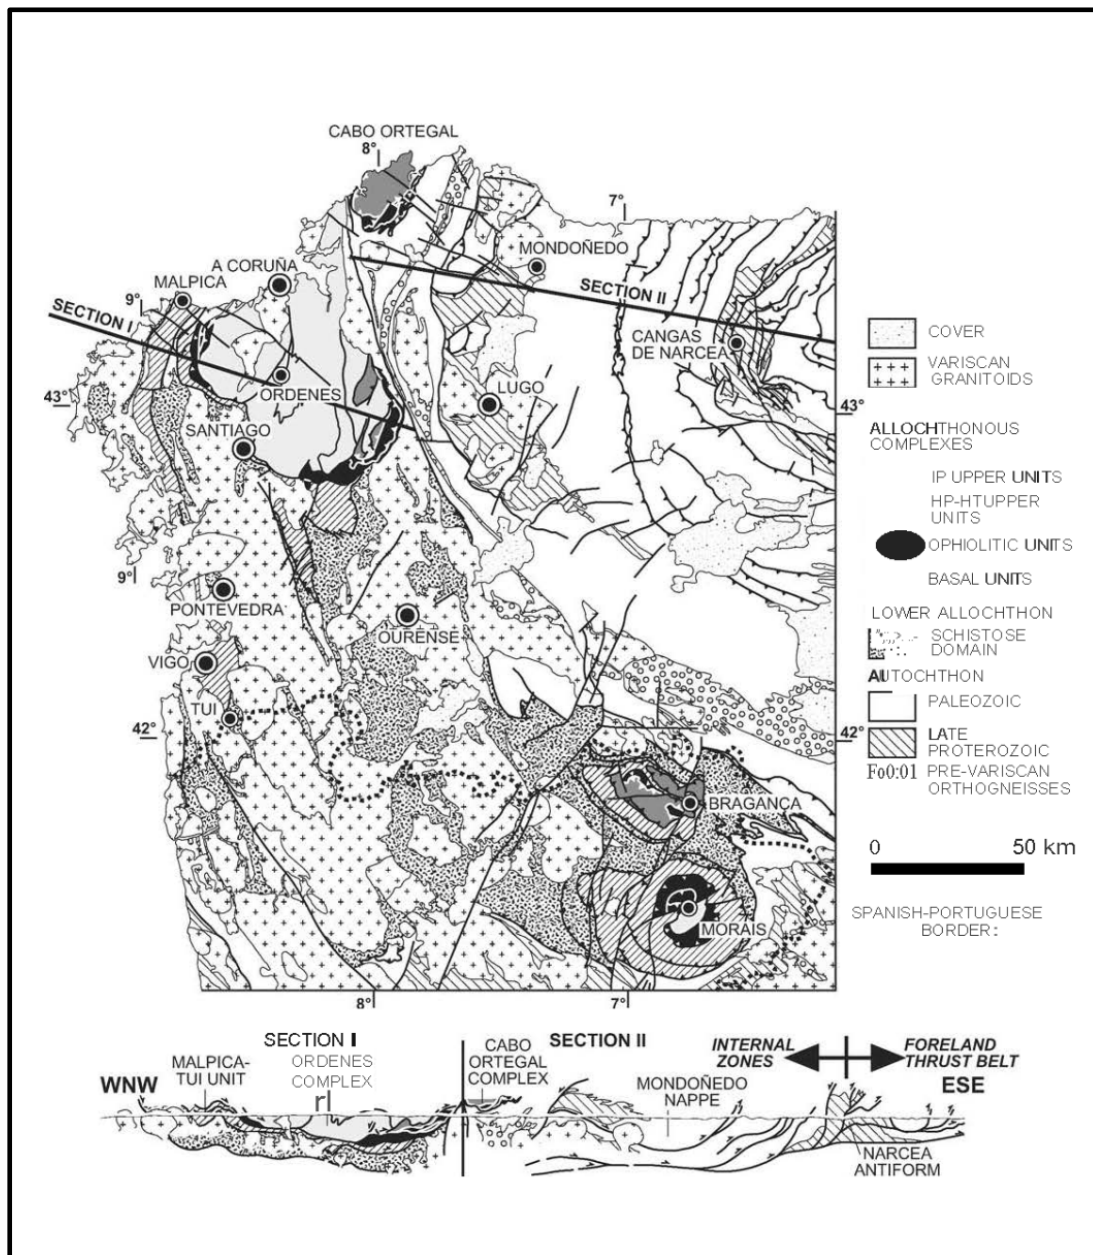 CABO ORTEGAL
8°
7°
MONDOÑEDO
A CORUÑA
MALPICA
9°
SECTION I
SECTION II
CANGAS
DE NARCEA
ORDENES
LUGO
43°
43°
SANTIAGO
9°
PONTEVEDRA
OURENSE
VIGO
TUI
42°
42°
BRAGANÇA
MORAIS
8°
7°
COVER
VARISCAN
GRANITOIDS
ALLOCHTHONOUS
COMPLEXES
IP UPPER UNITS
HP-HTUPPER
UNITS
OPHIOLITIC UNITS
BASAL UNITS
LOWER ALLOCHTHON
SCHISTOSE
DOMAIN
AUTOCHTHON
PALEOZOIC
LATE
PROTEROZOIC
Fo0:01 PRE-VARISCAN
ORTHOGNEISSES
0 50 km
SPANISH-PORTUGUESE
BORDER:
SECTION I
ORDENES
COMPLEX
rl
MALPICA-
TUI UNIT
WNW
CABO
ORTEGAL
COMPLEX
SECTION II
MONDOÑEDO
NAPPE
INTERNAL
ZONES
FORELAND
THRUST BELT
ESE
NARCEA
ANTIFORM